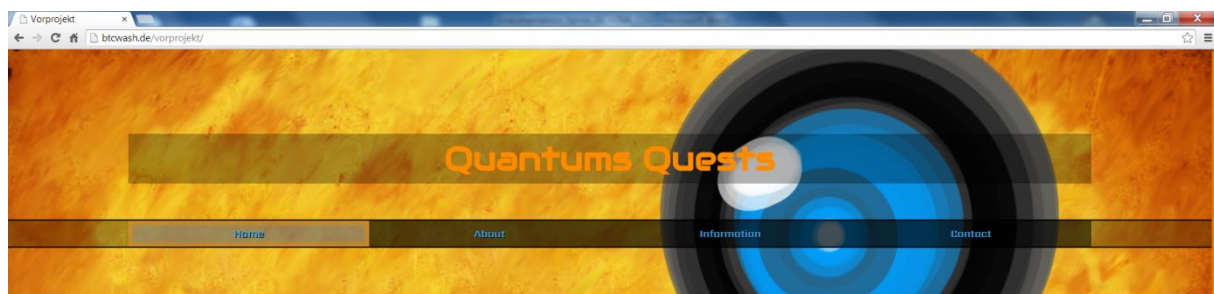 Vorprojekt
btcwash.de/vorprojekt/
Quantums Quests
Home About Information Contact